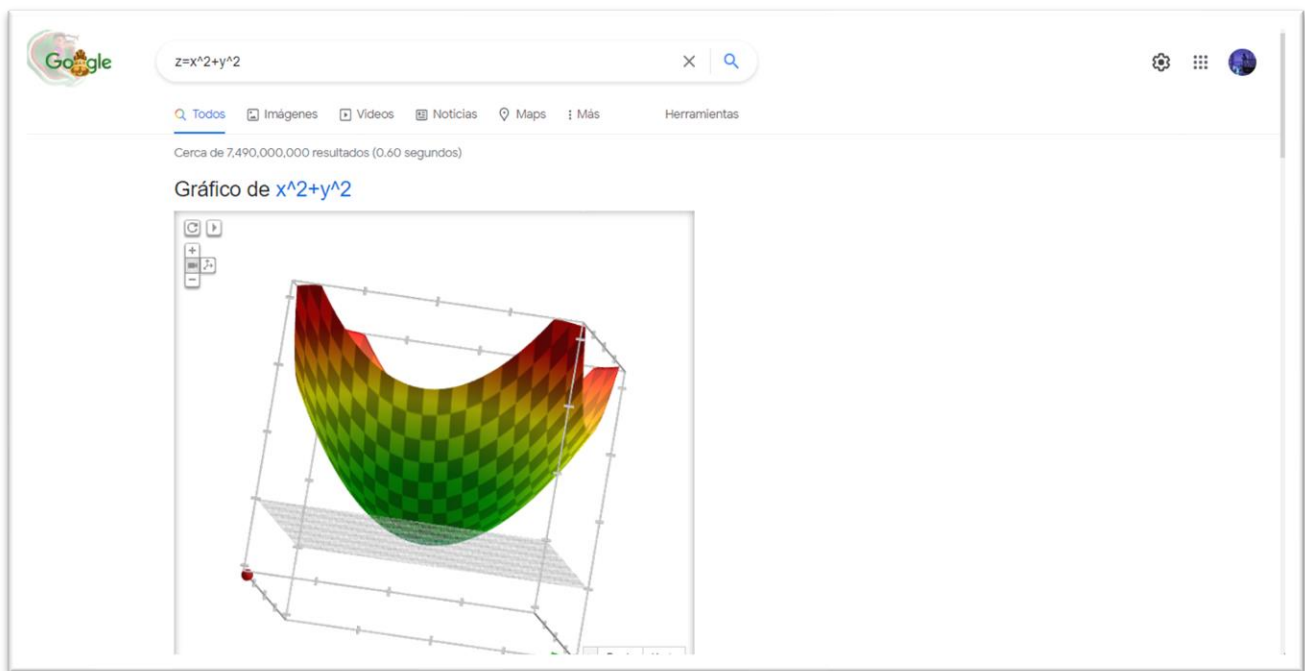 Google
z=x^2+y^2
Todos Imágenes Videos Noticias Maps Más Herramientas
Cerca de 7,490,000,000 resultados (0.60 segundos)
Gráfico de x^2+y^2